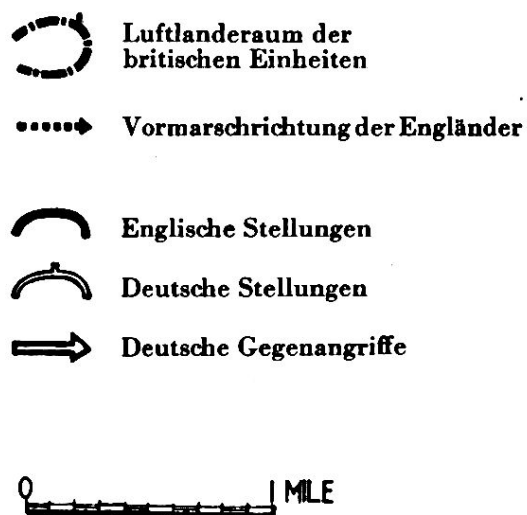 Luftlanderaum der
britischen Einheiten
Vormarschrichtung der Engländer
Englische Stellungen
Deutsche Stellungen
Deutsche Gegenangriffe
0 1 MILE